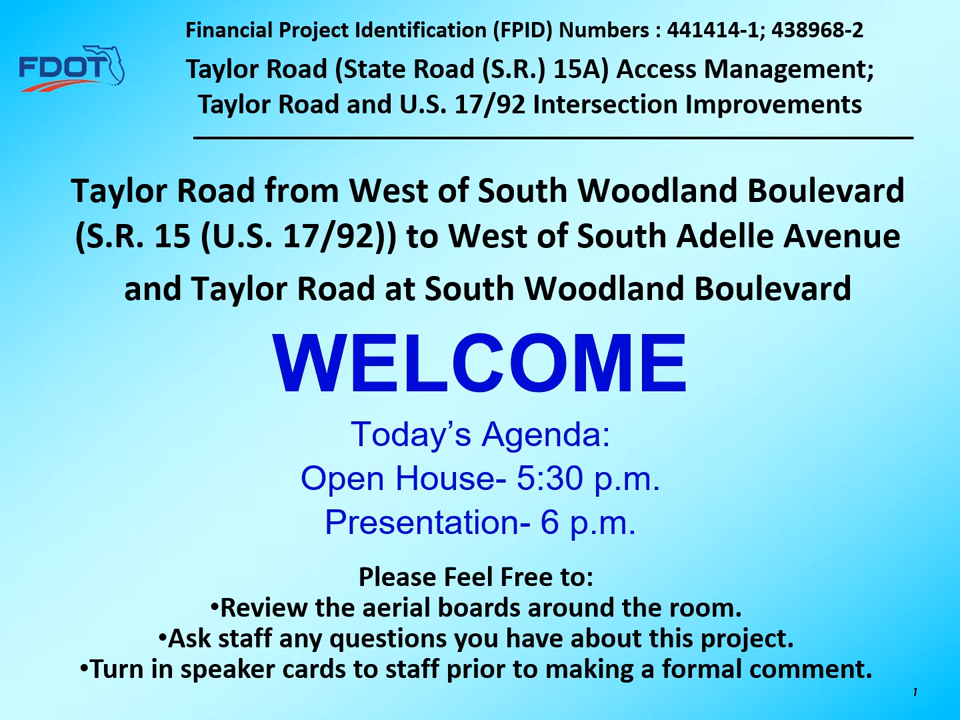 Financial Project Identification (FPID) Numbers : 441414-1; 438968-2
FDOT
Taylor Road (State Road (S.R.) 15A) Access Management;
Taylor Road and U.S. 17/92 Intersection Improvements
Taylor Road from West of South Woodland Boulevard
(S.R. 15 (U.S. 17/92)) to West of South Adelle Avenue
and Taylor Road at South Woodland Boulevard
WELCOME
Today’s Agenda:
Open House- 5:30 p.m.
Presentation- 6 p.m.
Please Feel Free to:
•Review the aerial boards around the room.
•Ask staff any questions you have about this project.
•Turn in speaker cards to staff prior to making a formal comment.
1